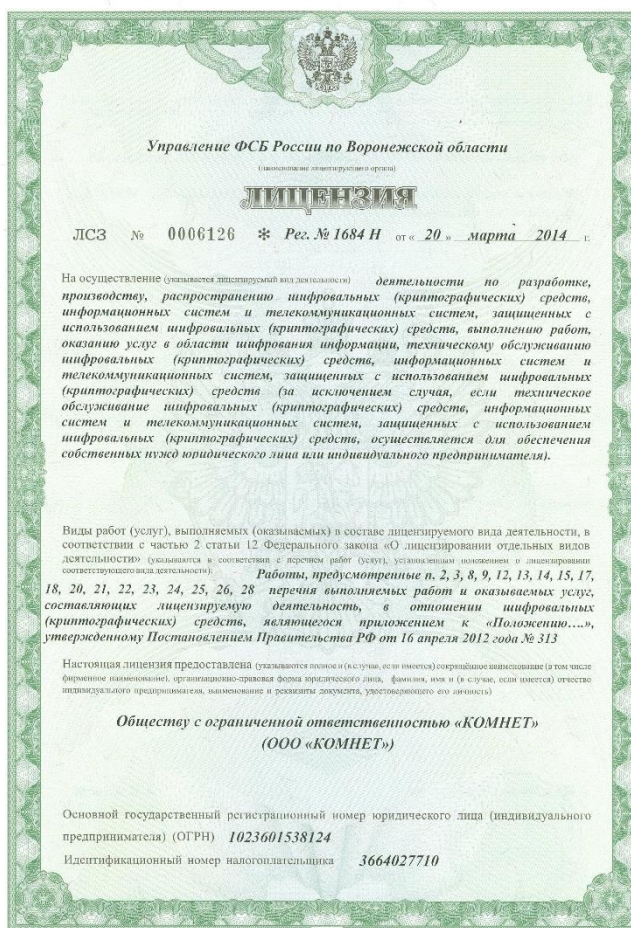 Управление ФСБ России по Воронежской области
(наименование лицензирующего органа)
ЛИЦЕНЗИЯ
ЛСЗ № 0006126 * Рег. № 1684 Н от « 20 » марта 2014 г.
На осуществление (указывается лицензируемый вид деятельности) деятельности по разработке,
производству, распространению шифровальных (криптографических) средств,
информационных систем и телекоммуникационных систем, защищенных с
использованием шифровальных (криптографических) средств, выполнению работ,
оказанию услуг в области шифрования информации, техническому обслуживанию
шифровальных (криптографических) средств, информационных систем и
телекоммуникационных систем, защищенных с использованием шифровальных
(криптографических) средств (за исключением случая, если техническое
обслуживание шифровальных (криптографических) средств, информационных
систем и телекоммуникационных систем, защищенных с использованием
шифровальных (криптографических) средств, осуществляется для обеспечения
собственных нужд юридического лица или индивидуального предпринимателя).
Виды работ (услуг), выполняемых (оказываемых) в составе лицензируемого вида деятельности, в
соответствии с частью 2 статьи 12 Федерального закона «О лицензировании отдельных видов
деятельности» (указываются в соответствии с перечнем работ (услуг), установленным положением о лицензировании
соответствующего вида деятельности): Работы, предусмотренные п. 2, 3, 8, 9, 12, 13, 14, 15, 17,
18, 20, 21, 22, 23, 24, 25, 26, 28 перечня выполняемых работ и оказываемых услуг,
составляющих лицензируемую деятельность, в отношении шифровальных
(криптографических) средств, являющегося приложением к «Положению….»,
утвержденному Постановлением Правительства РФ от 16 апреля 2012 года № 313
Настоящая лицензия предоставлена (указываются полное и (в случае, если имеется) сокращённое наименование (в том числе
фирменное наименование), организационно-правовая форма юридического лица, фамилия, имя и (в случае, если имеется) отчество
индивидуального предпринимателя, наименование и реквизиты документа, удостоверяющего его личность)
Обществу с ограниченной ответственностью «КОМНЕТ»
(ООО «КОМНЕТ»)
Основной государственный регистрационный номер юридического лица (индивидуального
предпринимателя) (ОГРН) 1023601538124
Идентификационный номер налогоплательщика 3664027710